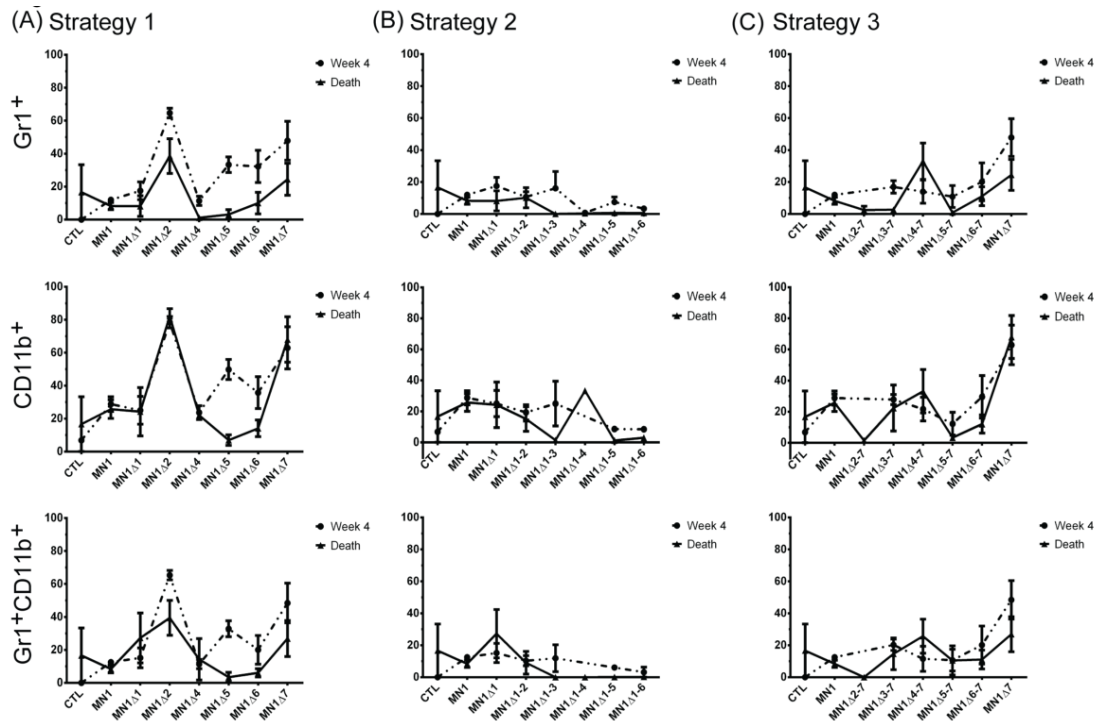 (A) Strategy 1
(B) Strategy 2
(C) Strategy 3
Gr1+
100
80
60
40
20
0
CTL
MN1
MN1Δ1
MN1Δ2
MN1Δ4
MN1Δ5
MN1Δ6
MN1Δ7
Week 4
Death
100
80
60
40
20
0
CTL
MN1
MN1Δ1
MN1Δ1-2
MN1Δ1-3
MN1Δ1-4
MN1Δ1-5
MN1Δ1-6
Week 4
Death
100
80
60
40
20
0
CTL
MN1
MN1Δ2-7
MN1Δ3-7
MN1Δ4-7
MN1Δ5-7
MN1Δ6-7
MN1Δ7
Week 4
Death
CD11b+
100
80
60
40
20
0
CTL
MN1
MN1Δ1
MN1Δ2
MN1Δ4
MN1Δ5
MN1Δ6
MN1Δ7
Week 4
Death
100
80
60
40
20
0
CTL
MN1
MN1Δ1
MN1Δ1-2
MN1Δ1-3
MN1Δ1-4
MN1Δ1-5
MN1Δ1-6
Week 4
Death
100
80
60
40
20
0
CTL
MN1
MN1Δ2-7
MN1Δ3-7
MN1Δ4-7
MN1Δ5-7
MN1Δ6-7
MN1Δ7
Week 4
Death
Gr1+CD11b+
100
80
60
40
20
0
CTL
MN1
MN1Δ1
MN1Δ2
MN1Δ4
MN1Δ5
MN1Δ6
MN1Δ7
Week 4
Death
100
80
60
40
20
0
CTL
MN1
MN1Δ1
MN1Δ1-2
MN1Δ1-3
MN1Δ1-4
MN1Δ1-5
MN1Δ1-6
Week 4
Death
100
80
60
40
20
0
CTL
MN1
MN1Δ2-7
MN1Δ3-7
MN1Δ4-7
MN1Δ5-7
MN1Δ6-7
MN1Δ7
Week 4
Death